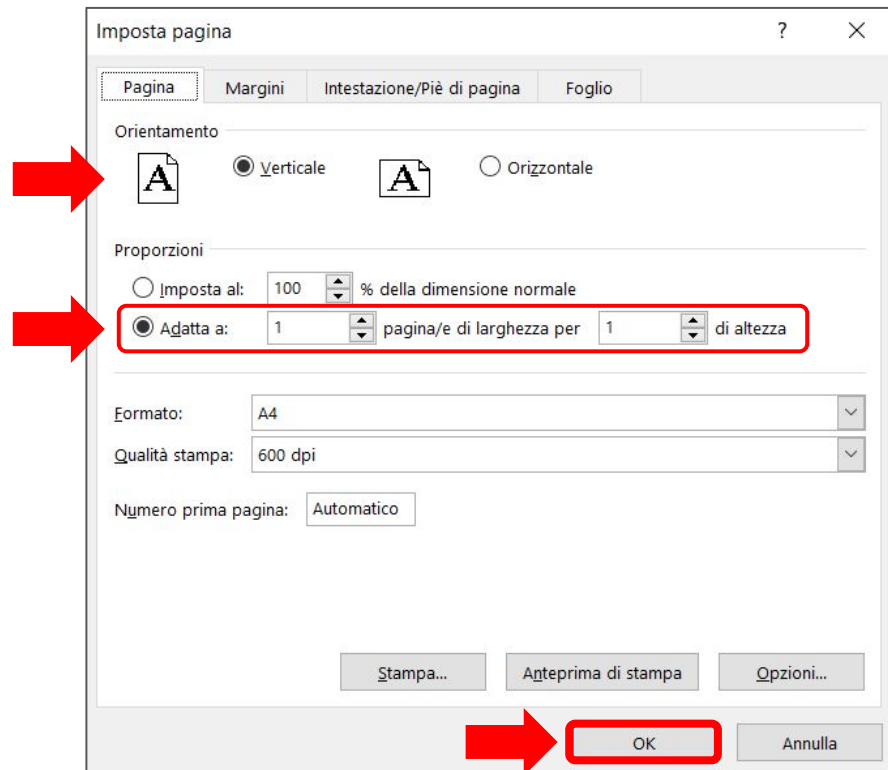 Imposta pagina ?
Pagina Margini Intestazione/Piè di pagina Foglio
Orientamento
A Verticale A Orizzontale
Proporzioni
Imposta al: 100 % della dimensione normale
Adatta a: 1 pagina/e di larghezza per 1 di altezza
Formato: A4
Qualità stampa: 600 dpi
Numero prima pagina: Automatico
Stampa... Anteprima di stampa Opzioni...
OK Annulla